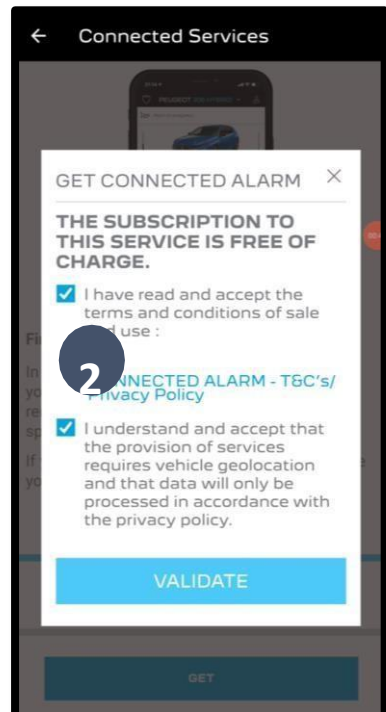 Connected Services
PEUGEOT
GET CONNECTED ALARM
THE SUBSCRIPTION TO
THIS SERVICE IS FREE OF
CHARGE.
I have read and accept the
terms and conditions of sale
use :
2
ALARM - T&C's/
Privacy Policy
I understand and accept that
the provision of services
requires vehicle geolocation
and that data will only be
processed in accordance with
the privacy policy.
VALIDATE
GET